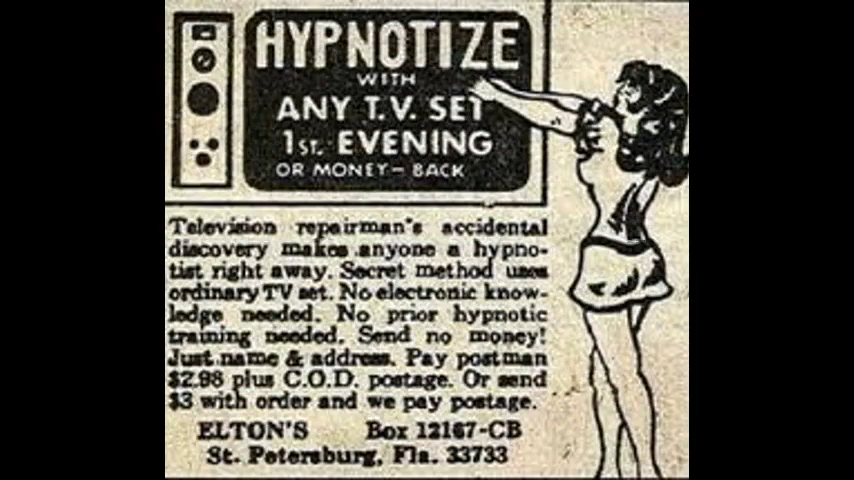 HYPNOTIZE
WITH
ANY T.V. SET
1ST. EVENING
OR MONEY-BACK
Television repairman's accidental
discovery makes anyone a hypno-
tist right away. Secret method uses
ordinary TV set. No electronic know-
ledge needed. No prior hypnotic
training needed. Send no money!
Just name & address. Pay postman
$2.98 plus C.O.D. postage. Or send
$3 with order and we pay postage.
ELTON'S Box 12167-CB
St. Petersburg, Fla. 33733